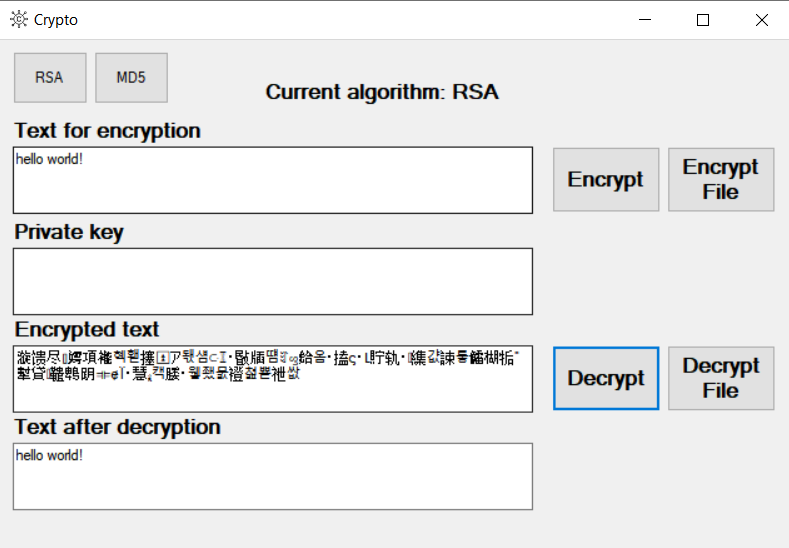 Crypto
RSA MD5
Current algorithm: RSA
Text for encryption
hello world!
Encrypt
Encrypt
File
Private key
Encrypted text
Decrypt
Decrypt
File
Text after decryption
hello world!